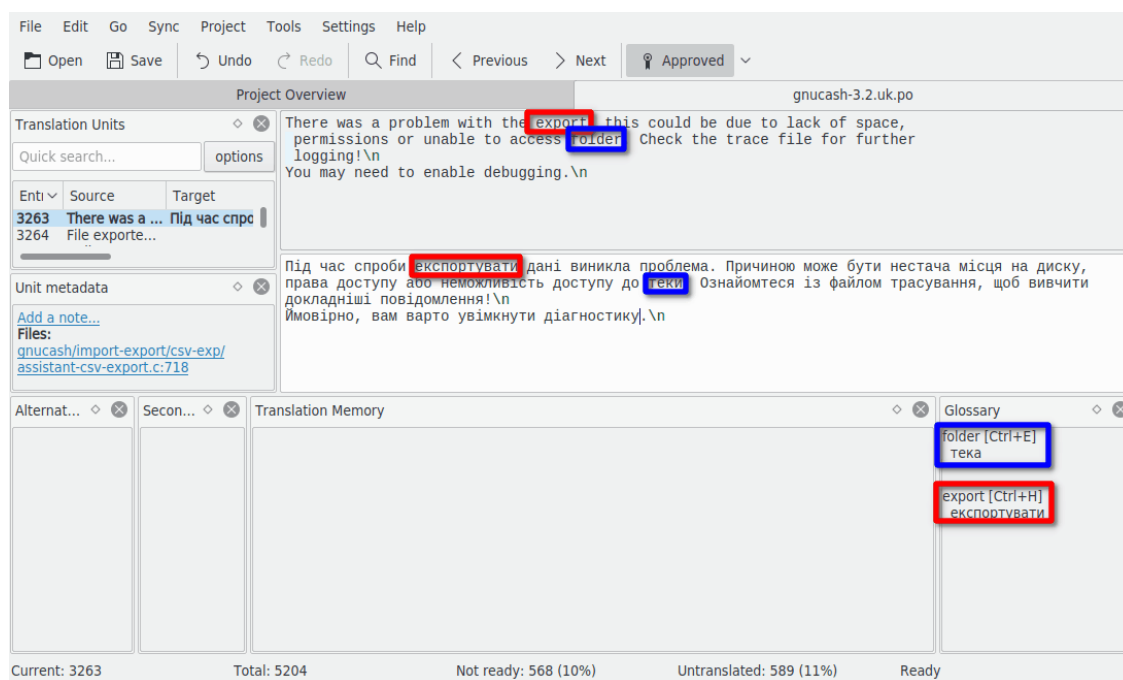 File Edit Go Sync Project Tools Settings Help
Open Save Undo Redo Find Previous Next Approved
Project Overview gnucash-3.2.uk.po
Translation Units
Quick search... options
Entı Source Target
3263 There was a ... Під час спро
3264 File exporte...
Unit metadata
Add a note...
Files:
gnucash/import-export/csv-exp/
assistant-csv-export.c:718
There was a problem with the export, this could be due to lack of space,
permissions or unable to access folder. Check the trace file for further
logging!\n
You may need to enable debugging.\n
Під час спроби експортувати дані виникла проблема. Причиною може бути нестача місця на диску,
права доступу або неможливість доступу до теки. Ознайомтеся із файлом трасування, щоб вивчити
докладніші повідомлення!\n
Ймовірно, вам варто увімкнути діагностику.\n
Alternat... Secon... Translation Memory Glossary
folder [Ctrl+E]
тека
export [Ctrl+H]
експортувати
Current: 3263 Total: 5204 Not ready: 568 (10%) Untranslated: 589 (11%) Ready